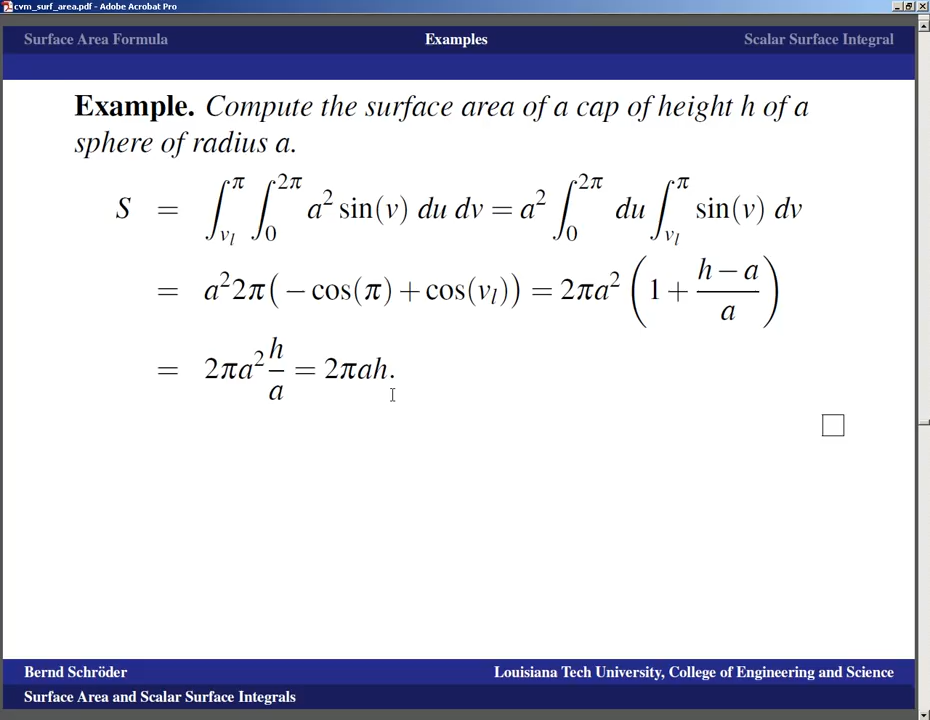 cvm_surf_area.pdf - Adobe Acrobat Pro
Surface Area Formula Examples Scalar Surface Integral
Example. Compute the surface area of a cap of height h of a
sphere of radius a.
S = ∫_{v_l}^{π} ∫_0^{2π} a² sin(v) du dv = a² ∫_0^{2π} du ∫_{v_l}^{π} sin(v) dv
= a²2π(−cos(π)+cos(v_l)) = 2πa² (1 + (h−a)/a)
= 2πa² h/a = 2πah.
Bernd Schröder Louisiana Tech University, College of Engineering and Science
Surface Area and Scalar Surface Integrals